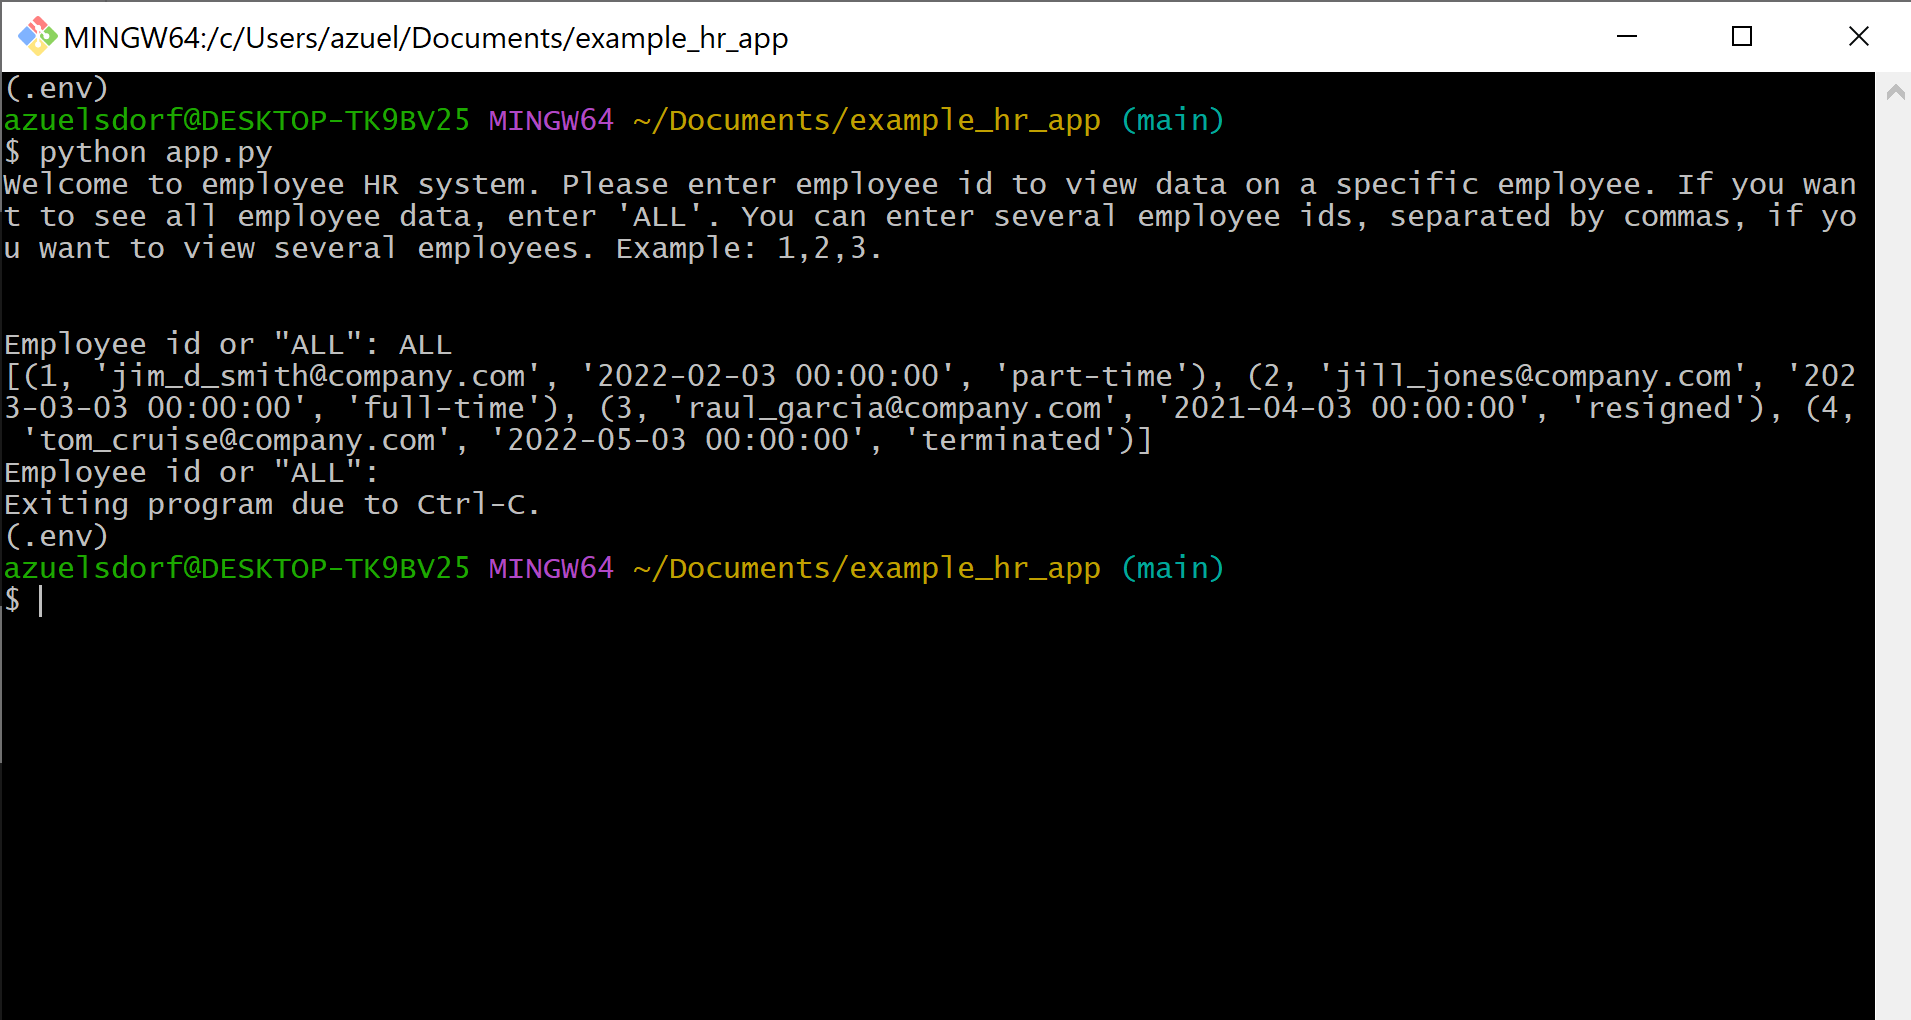 MINGW64:/c/Users/azuel/Documents/example_hr_app
(.env)
azuelsdorf@DESKTOP-TK9BV25 MINGW64 ~/Documents/example_hr_app (main)
$ python app.py
Welcome to employee HR system. Please enter employee id to view data on a specific employee. If you wan
t to see all employee data, enter 'ALL'. You can enter several employee ids, separated by commas, if yo
u want to view several employees. Example: 1,2,3.
Employee id or "ALL": ALL
[(1, 'jim_d_smith@company.com', '2022-02-03 00:00:00', 'part-time'), (2, 'jill_jones@company.com', '202
3-03-03 00:00:00', 'full-time'), (3, 'raul_garcia@company.com', '2021-04-03 00:00:00', 'resigned'), (4,
 'tom_cruise@company.com', '2022-05-03 00:00:00', 'terminated')]
Employee id or "ALL":
Exiting program due to Ctrl-C.
(.env)
azuelsdorf@DESKTOP-TK9BV25 MINGW64 ~/Documents/example_hr_app (main)
$